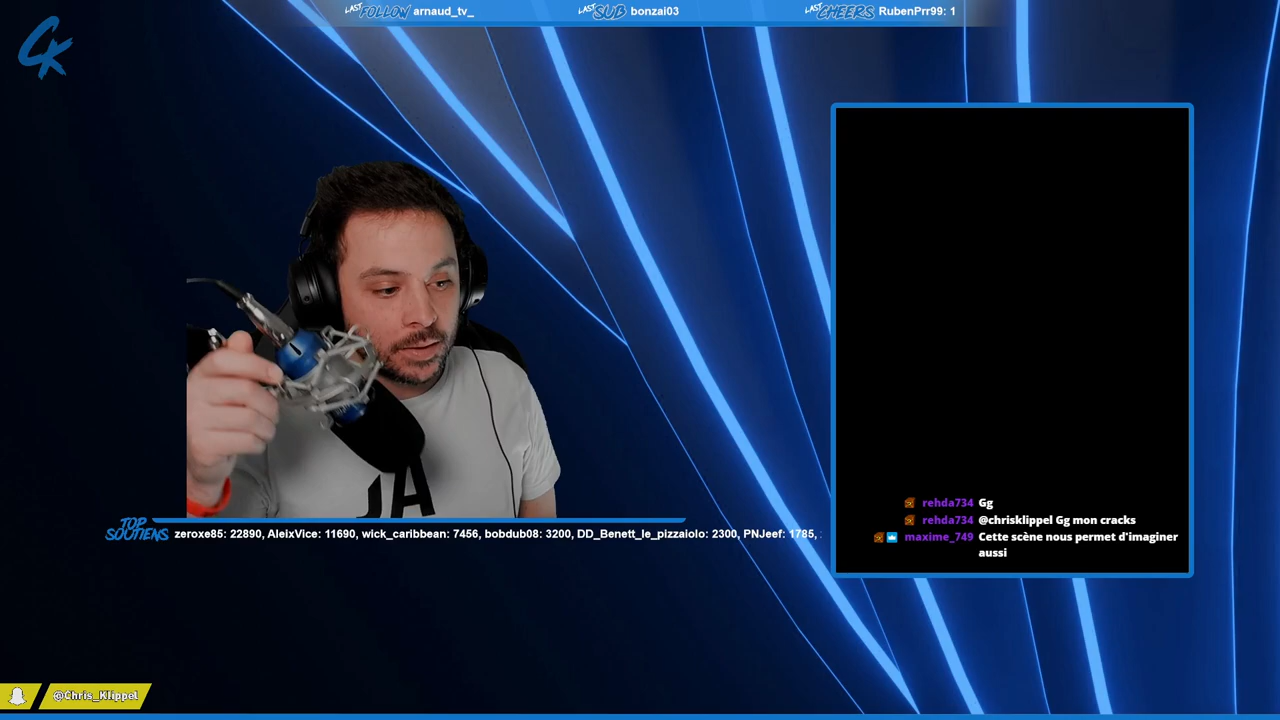 LAST FOLLOW arnaud_tv_ LAST SUB bonzai03 LAST CHEERS RubenPrr99: 1
CK
JA
rehda734 Gg
rehda734 @chrisklippel Gg mon cracks
maxime_749 Cette scène nous permet d'imaginer
aussi
TOP SOUTIENS zeroxe85: 22890, AleixVice: 11690, wick_caribbean: 7456, bobdub08: 3200, DD_Benett_le_pizzaiolo: 2300, PNJeef: 1785,
@Chris_Klippel